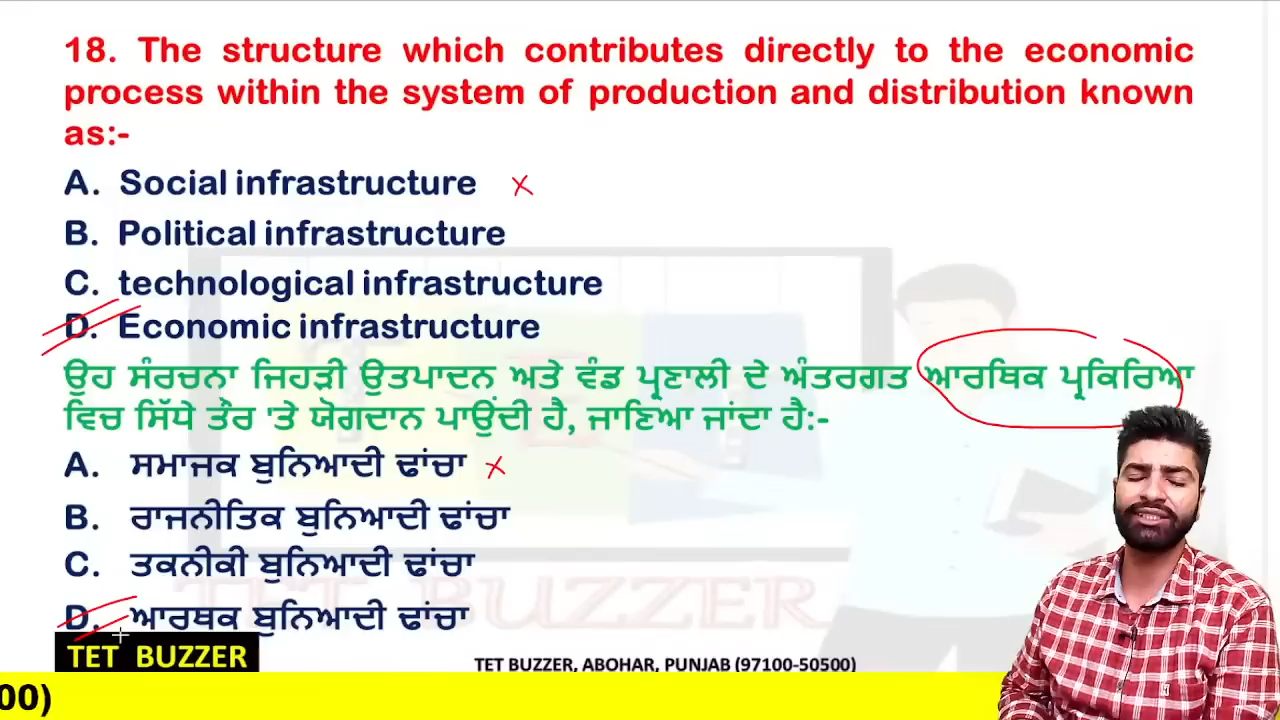 18. The structure which contributes directly to the economic
process within the system of production and distribution known
as:-
A. Social infrastructure
B. Political infrastructure
C. technological infrastructure
D. Economic infrastructure
ਉਹ ਸੰਰਚਨਾ ਜਿਹੜੀ ਉਤਪਾਦਨ ਅਤੇ ਵੰਡ ਪ੍ਰਣਾਲੀ ਦੇ ਅੰਤਰਗਤ ਆਰਥਿਕ ਪ੍ਰਕਿਰਿਆ
ਵਿਚ ਸਿੱਧੇ ਤੌਰ 'ਤੇ ਯੋਗਦਾਨ ਪਾਉਂਦੀ ਹੈ, ਜਾਣਿਆ ਜਾਂਦਾ ਹੈ:-
A. ਸਮਾਜਕ ਬੁਨਿਆਦੀ ਢਾਂਚਾ
B. ਰਾਜਨੀਤਿਕ ਬੁਨਿਆਦੀ ਢਾਂਚਾ
C. ਤਕਨੀਕੀ ਬੁਨਿਆਦੀ ਢਾਂਚਾ
D. ਆਰਥਕ ਬੁਨਿਆਦੀ ਢਾਂਚਾ
TET BUZZER
TET BUZZER
TET BUZZER, ABOHAR, PUNJAB (97100-50500)
00)